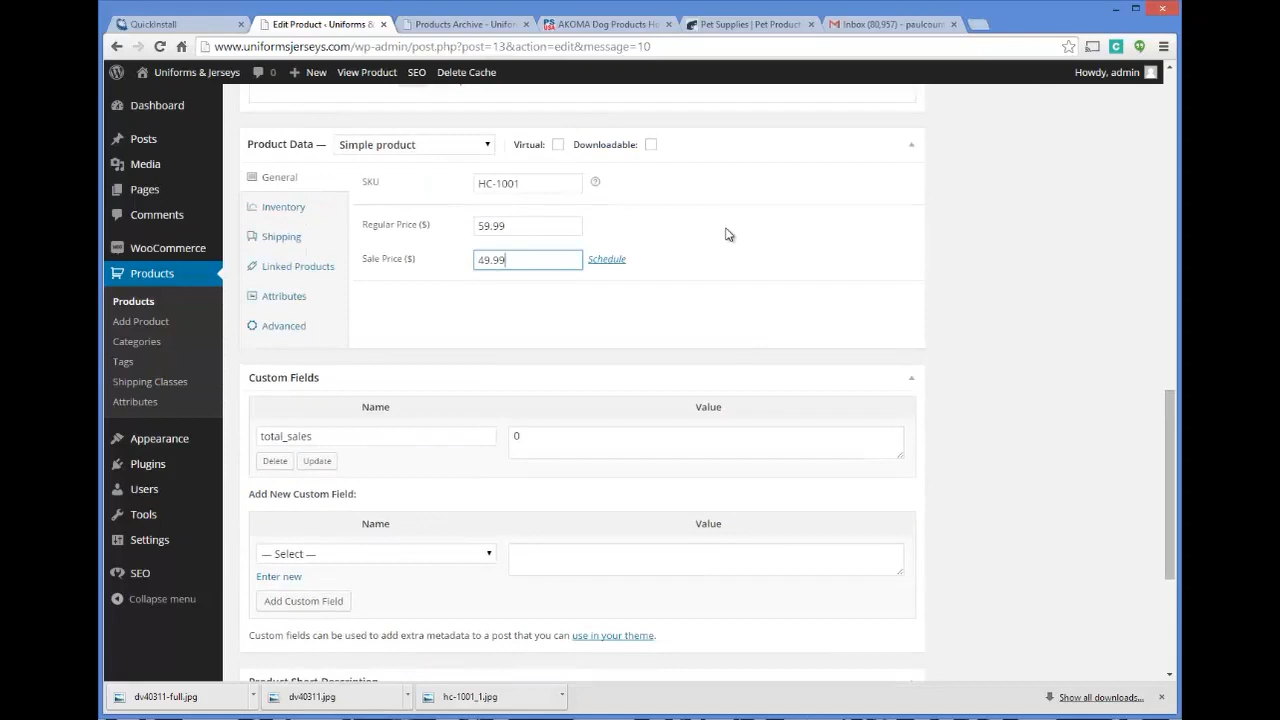 QuickInstall
Edit Product ‹ Uniforms &
Products Archive - Unifor
PS USA AKOMA Dog Products Ho
Pet Supplies | Pet Product
Inbox (80,957) - paulcount
www.uniformsjerseys.com/wp-admin/post.php?post=13&action=edit&message=10
Uniforms & Jerseys
0
New
View Product
SEO
Delete Cache
Howdy, admin
Dashboard
Posts
Media
Pages
Comments
WooCommerce
Products
Products
Add Product
Categories
Tags
Shipping Classes
Attributes
Appearance
Plugins
Users
Tools
Settings
SEO
Collapse menu
Product Data — Simple product Virtual: Downloadable:
General
Inventory
Shipping
Linked Products
Attributes
Advanced
SKU HC-1001
Regular Price ($) 59.99
Sale Price ($) 49.99 Schedule
Custom Fields
Name Value
total_sales 0
Delete Update
Add New Custom Field:
Name Value
— Select —
Enter new
Add Custom Field
Custom fields can be used to add extra metadata to a post that you can use in your theme.
Product Short Description
dv40311-full.jpg
dv40311.jpg
hc-1001_1.jpg
Show all downloads...